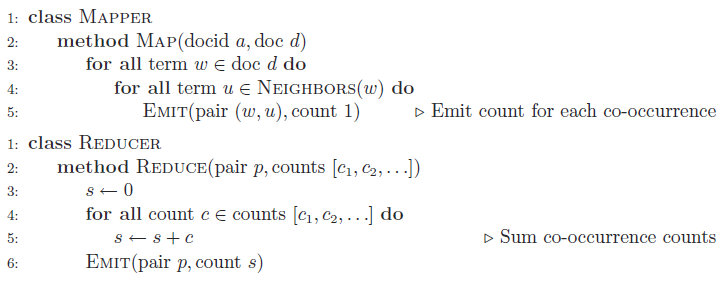 1: class Mapper
2: method Map(docid a, doc d)
3: for all term w ∈ doc d do
4: for all term u ∈ Neighbors(w) do
5: Emit(pair (w, u), count 1) ▷ Emit count for each co-occurrence
1: class Reducer
2: method Reduce(pair p, counts [c₁, c₂, . . .])
3: s ← 0
4: for all count c ∈ counts [c₁, c₂, . . .] do
5: s ← s + c ▷ Sum co-occurrence counts
6: Emit(pair p, count s)